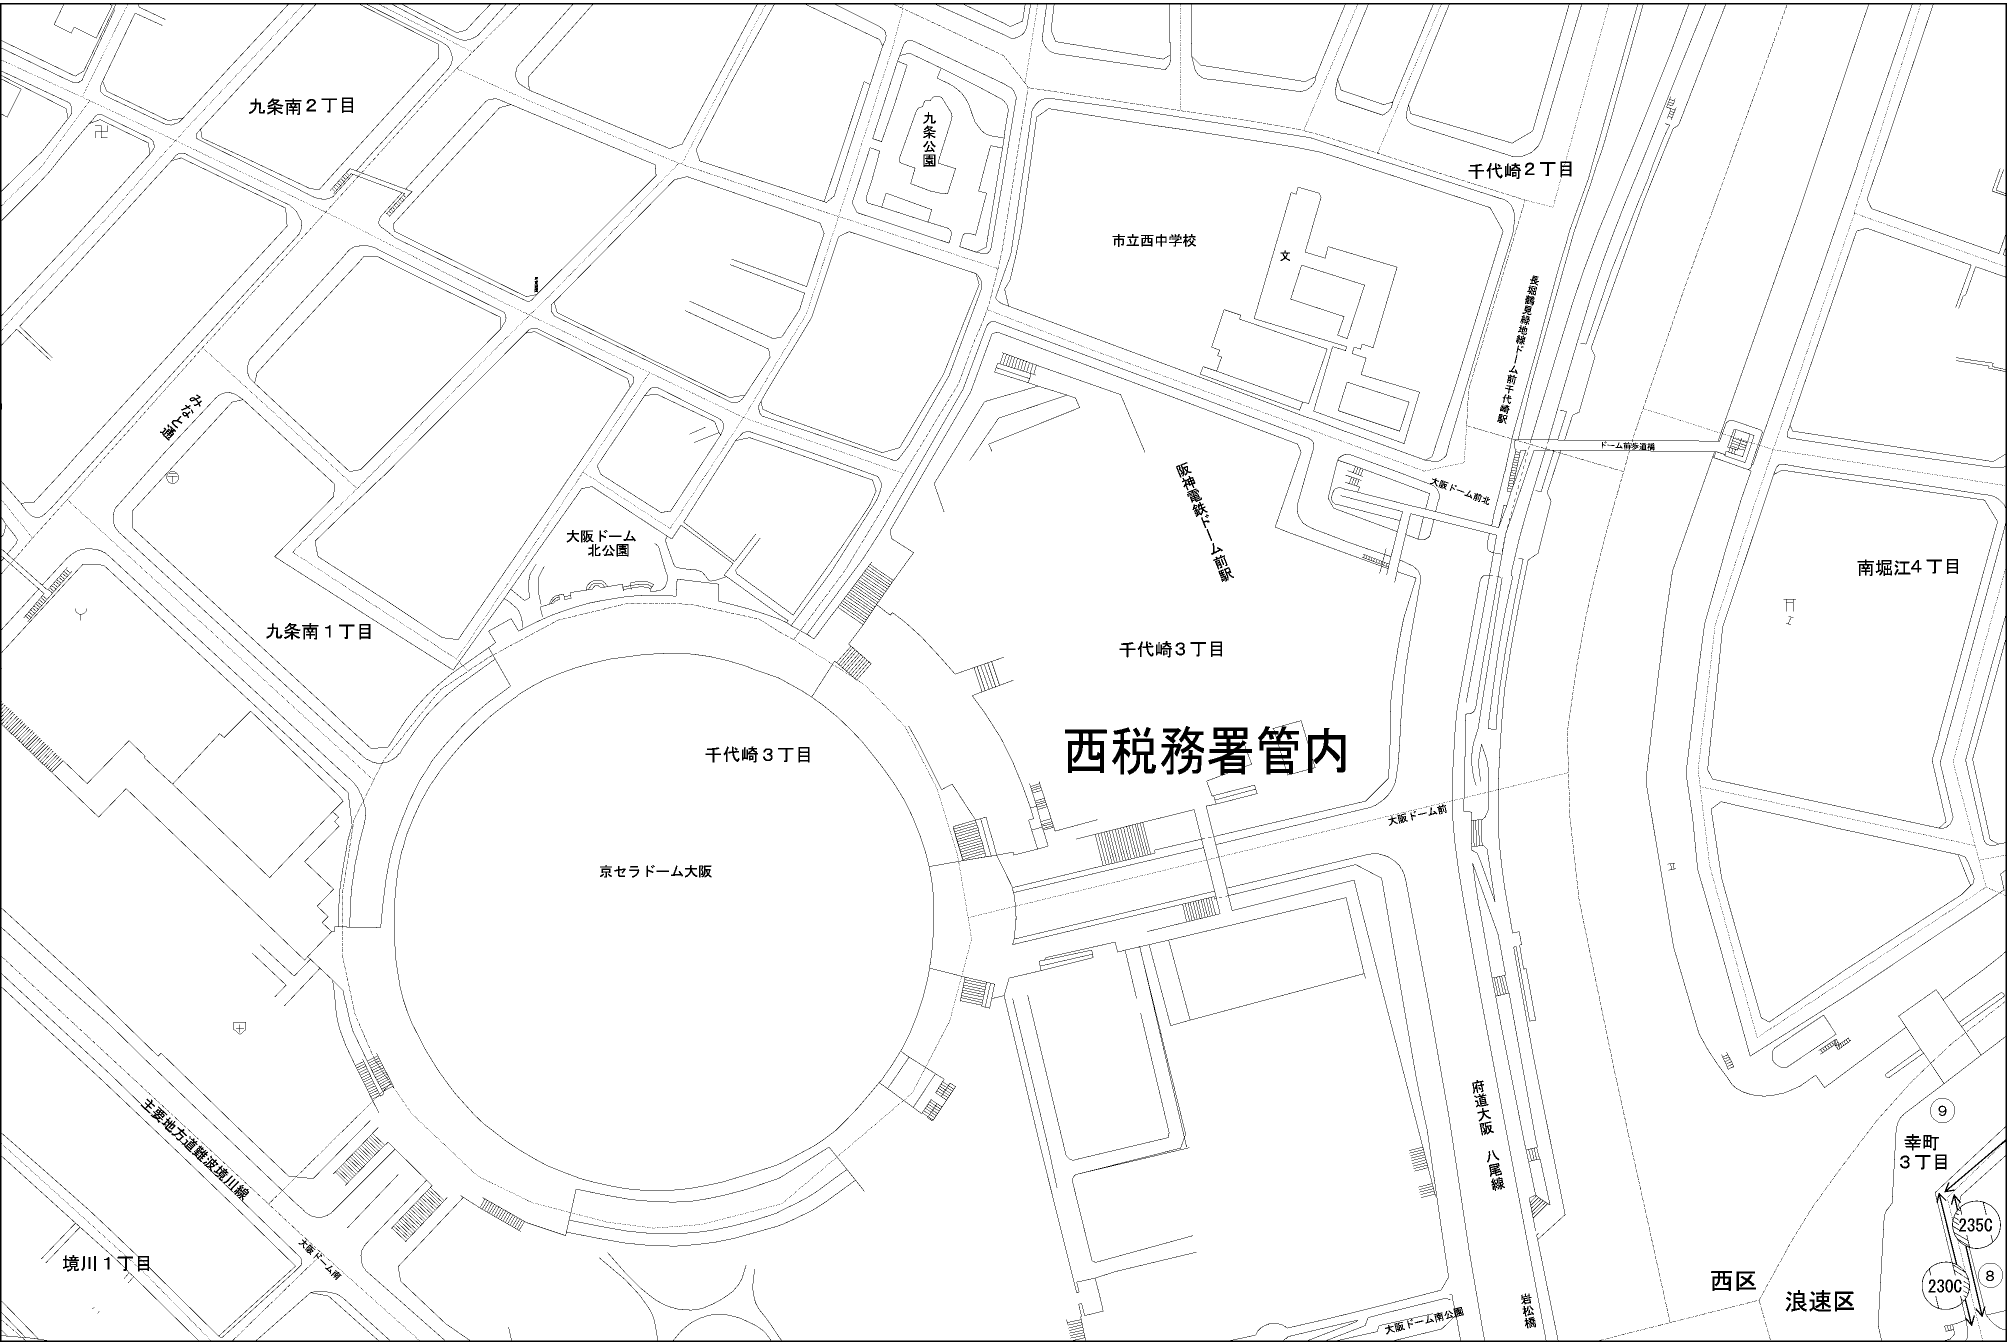 九条南２丁目
九条公園
千代崎２丁目
市立西中学校
文
長堀鶴見緑地線ドーム前千代崎駅
みなと通
ドーム前歩道橋
大阪ドーム前北
阪神電鉄ドーム前駅
大阪ドーム
北公園
南堀江４丁目
九条南１丁目
千代崎３丁目
西税務署管内
千代崎３丁目
大阪ドーム前
京セラドーム大阪
主要地方道難波境川線
府道大阪 八尾線
9
幸町
３丁目
235C
境川１丁目
大阪ドーム南
8
230C
西区
浪速区
岩松橋
大阪ドーム南公園